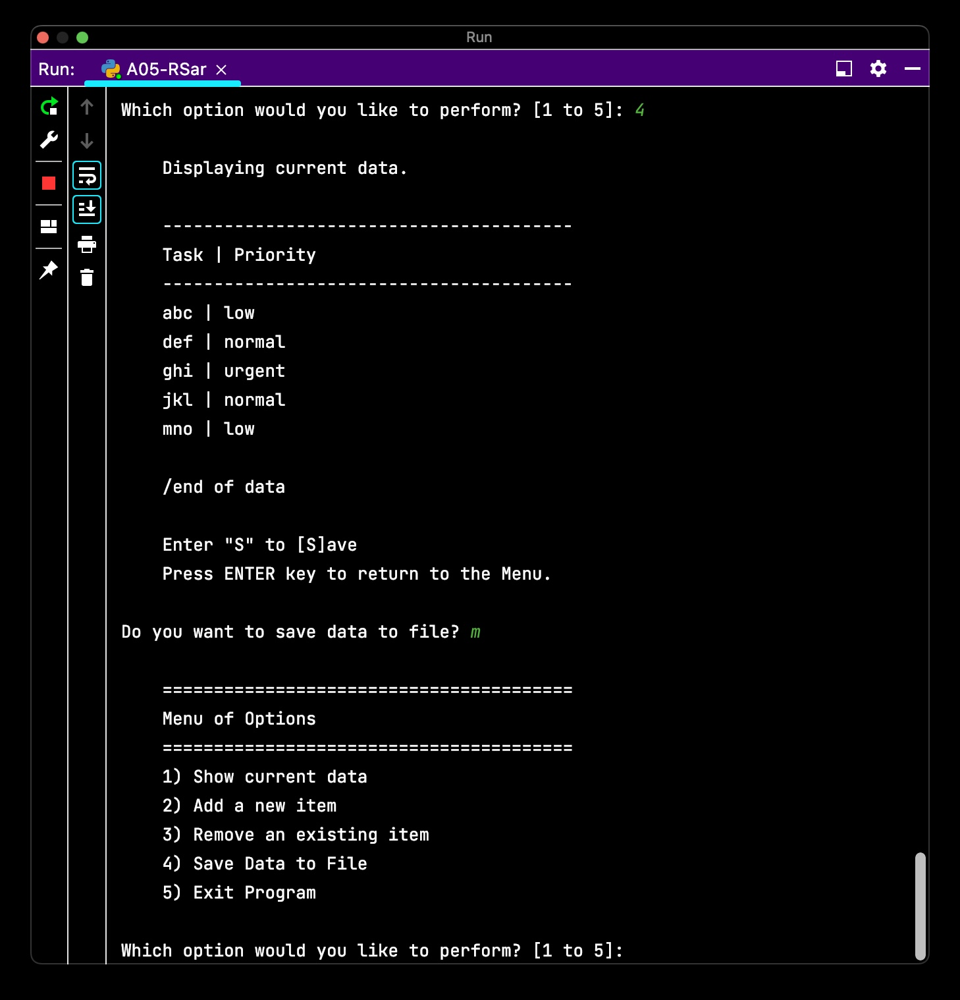 Run
Run: A05-RSar
Which option would you like to perform? [1 to 5]: 4
Displaying current data.
----------------------------------------
Task | Priority
----------------------------------------
abc | low
def | normal
ghi | urgent
jkl | normal
mno | low
/end of data
Enter "S" to [S]ave
Press ENTER key to return to the Menu.
Do you want to save data to file? m
========================================
Menu of Options
========================================
1) Show current data
2) Add a new item
3) Remove an existing item
4) Save Data to File
5) Exit Program
Which option would you like to perform? [1 to 5]: